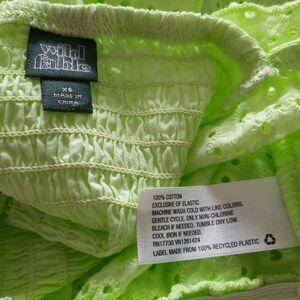 wild
fable
XS
MADE IN
CHINA
100% COTTON
EXCLUSIVE OF ELASTIC
MACHINE WASH COLD WITH LIKE COLORS.
GENTLE CYCLE. ONLY NON-CHLORINE
BLEACH IF NEEDED. TUMBLE DRY LOW.
COOL IRON IF NEEDED.
RN17730 VN1261424
LABEL MADE FROM 100% RECYCLED PLASTIC